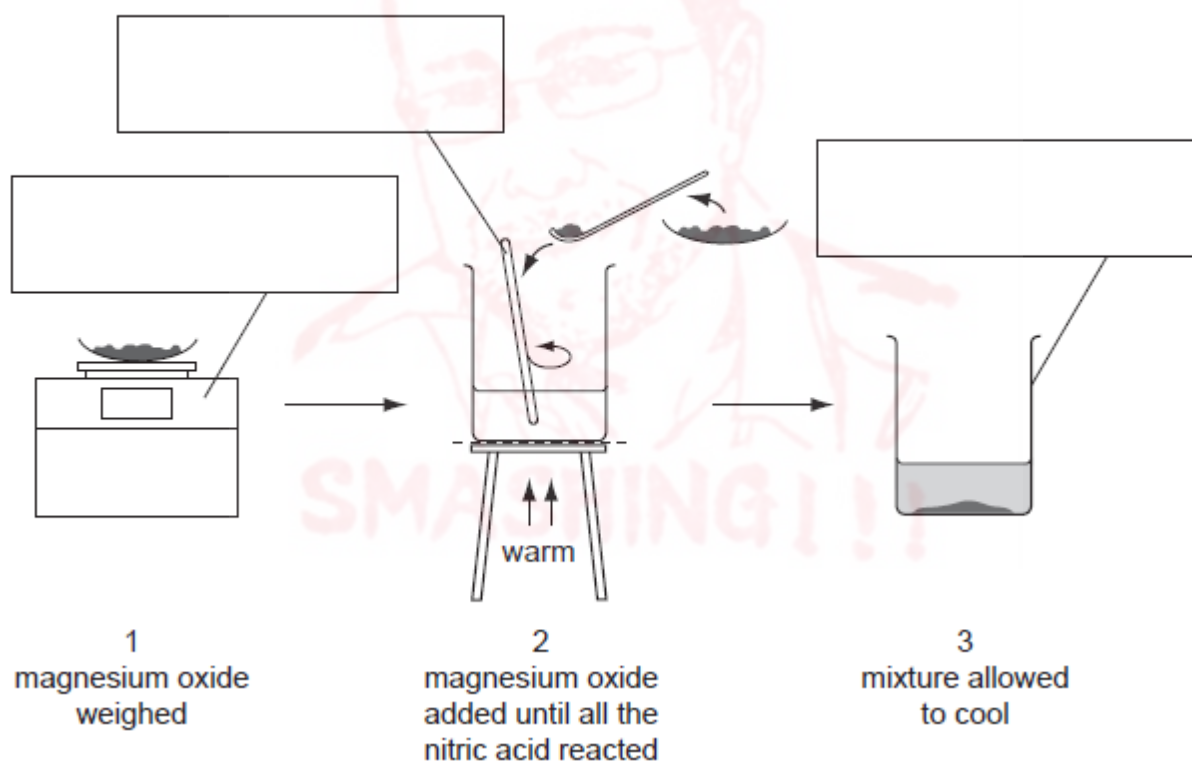 SMASHING!!!
warm
1
magnesium oxide
weighed
2
magnesium oxide
added until all the
nitric acid reacted
3
mixture allowed
to cool